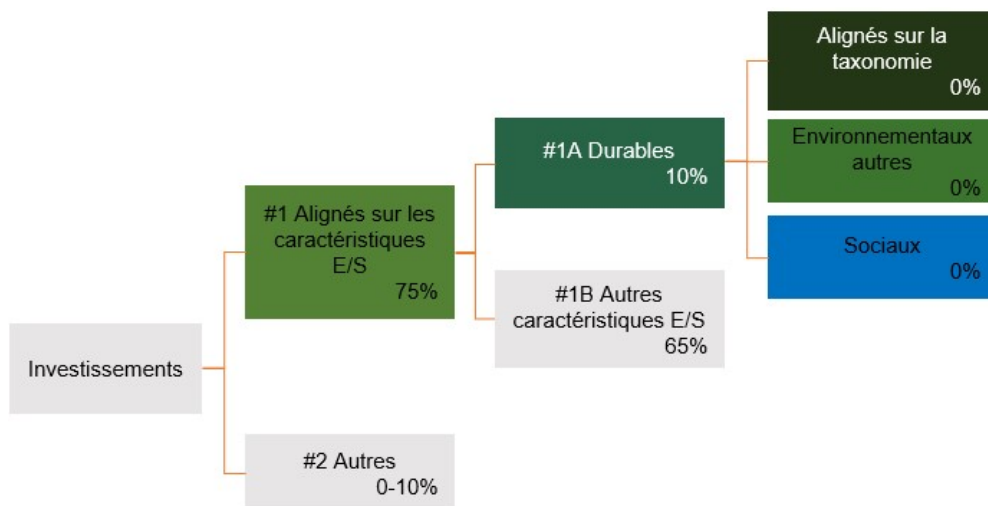 Investissements
#1 Alignés sur les
caractéristiques
E/S
75%
#2 Autres
0-10%
#1A Durables
10%
#1B Autres
caractéristiques E/S
65%
Alignés sur la
taxonomie
0%
Environnementaux
autres
0%
Sociaux
0%